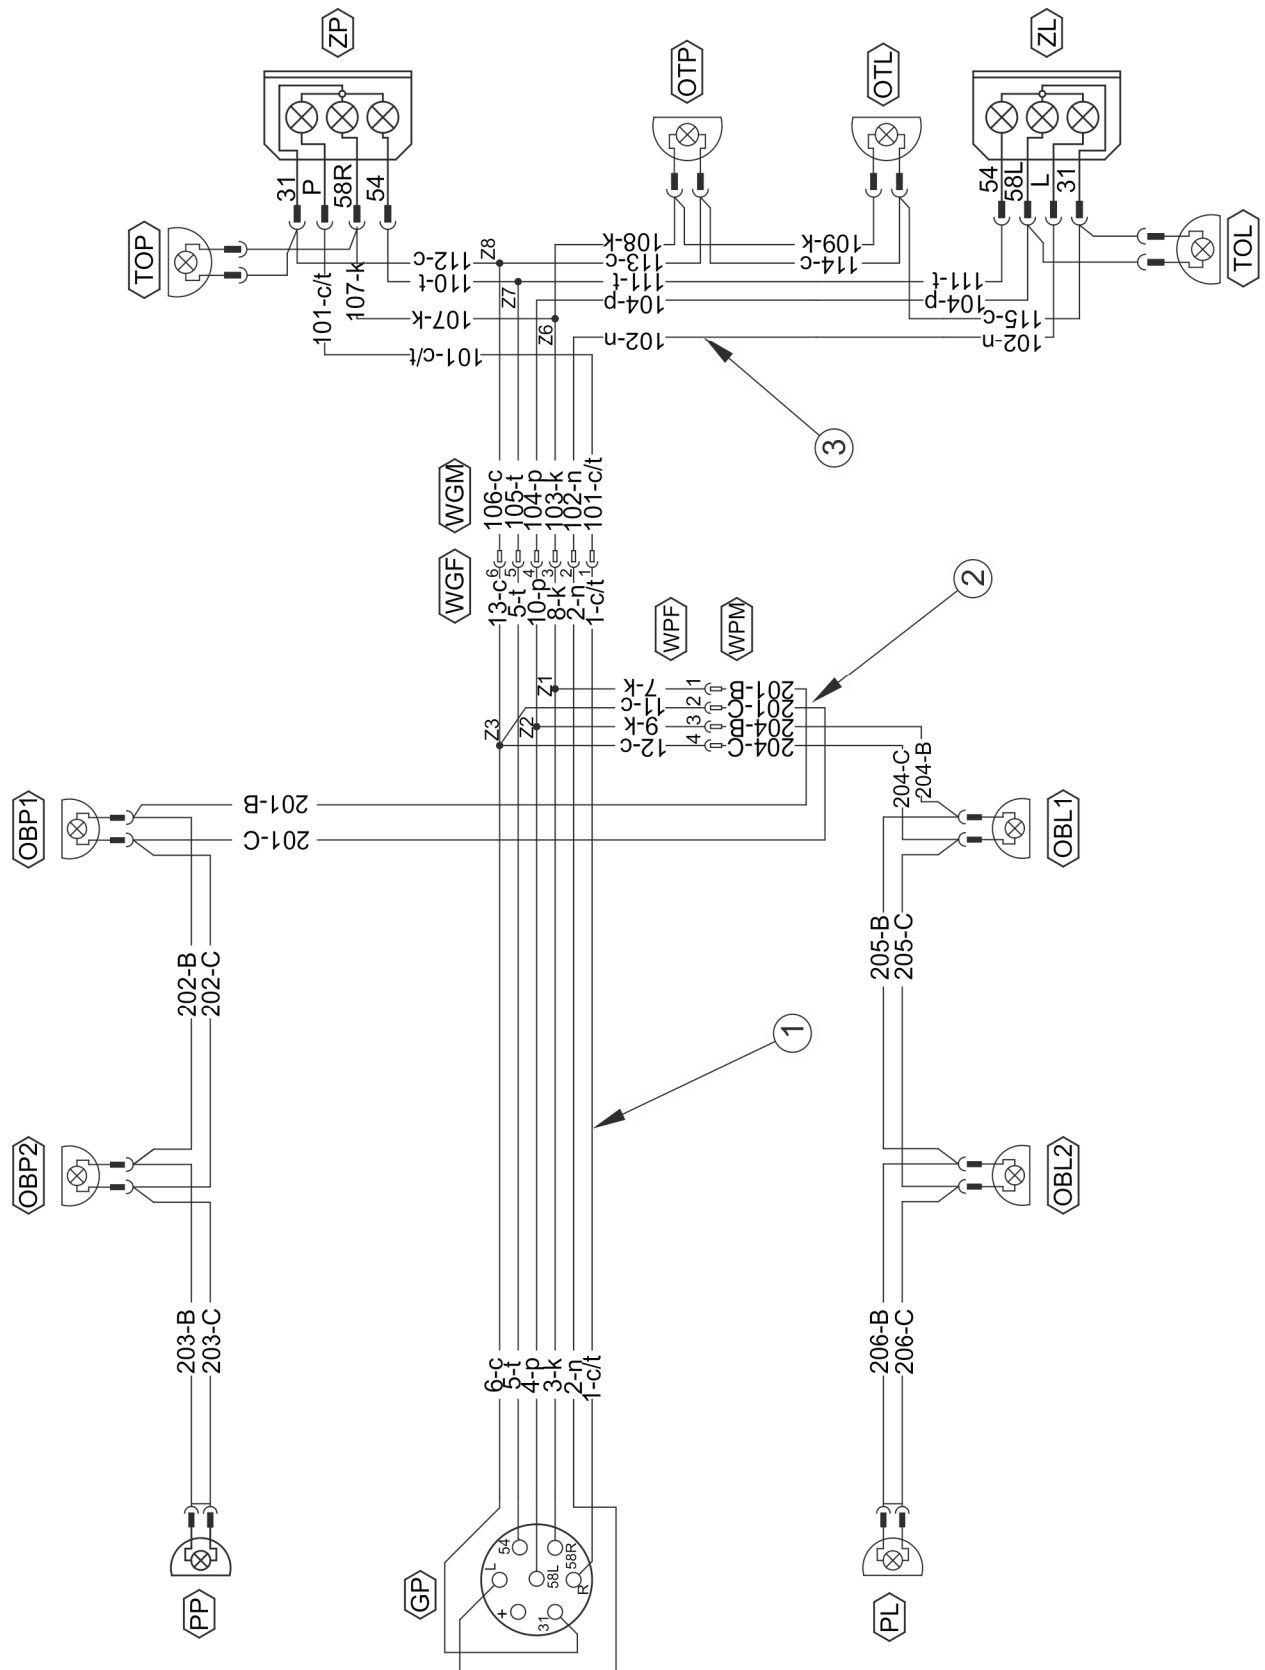 ZP
ZL
OTP
OTL
TOP
TOL
31
P
58R
54
54
58L
L
31
101-c/t
107-k
112-c
110-t
107-k
101-c/t
Z8
Z7
Z6
108-k
113-c
111-t
104-p
102-n
109-k
114-c
111-t
104-p
115-c
102-n
3
WGM
106-c
105-t
104-p
103-k
102-n
101-c/t
WGF
6
5
4
3
2
1
13-c
5-t
10-p
8-k
2-n
1-c/t
2
WPF
WPM
Z1
Z3
Z2
7-k
11-c
9-k
12-c
1
2
3
4
201-B
201-C
204-B
204-C
204-C
204-B
OBP1
201-B
201-C
OBL1
202-B
202-C
205-B
205-C
1
OBP2
OBL2
203-B
203-C
206-B
206-C
6-c
5-t
4-p
3-k
2-n
1-c/t
PP
GP
PL
L
54
+
58L
58R
31
R